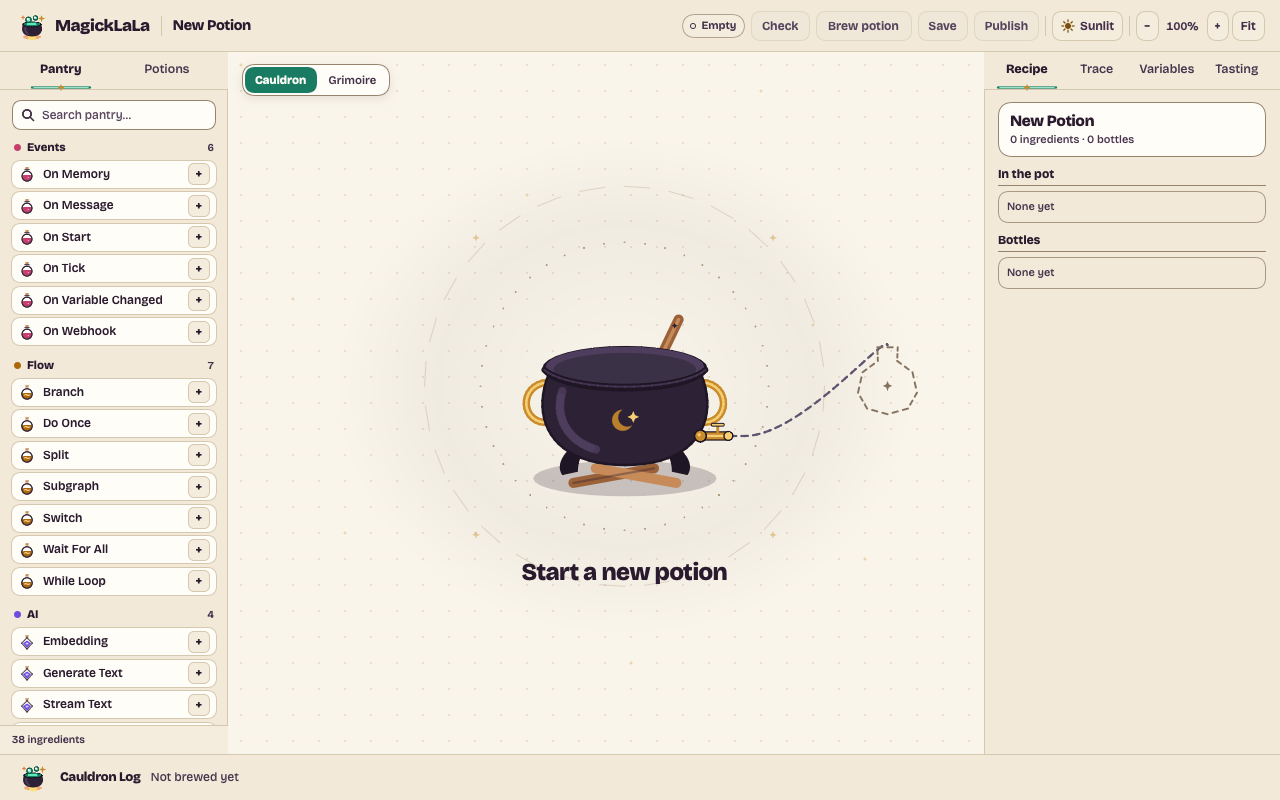 MagickLaLa
New Potion
Empty
Check
Brew potion
Save
Publish
Sunlit
−
100%
+
Fit
Pantry
Potions
Search pantry...
Events
6
On Memory
+
On Message
+
On Start
+
On Tick
+
On Variable Changed
+
On Webhook
+
Flow
7
Branch
+
Do Once
+
Split
+
Subgraph
+
Switch
+
Wait For All
+
While Loop
+
AI
4
Embedding
+
Generate Text
+
Stream Text
+
38 ingredients
Cauldron
Grimoire
Start a new potion
Recipe
Trace
Variables
Tasting
New Potion
0 ingredients · 0 bottles
In the pot
None yet
Bottles
None yet
Cauldron Log
Not brewed yet